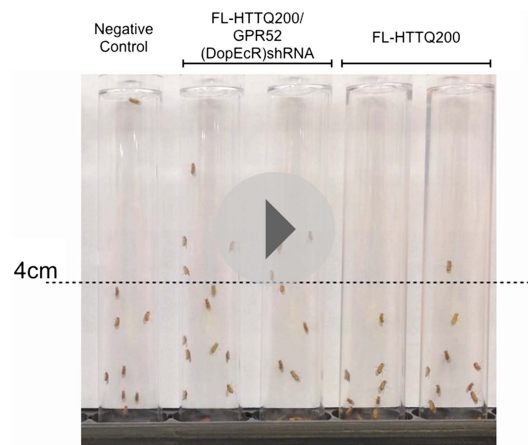 Negative
Control
FL-HTTQ200/
GPR52
(DopEcR)shRNA
FL-HTTQ200
4cm